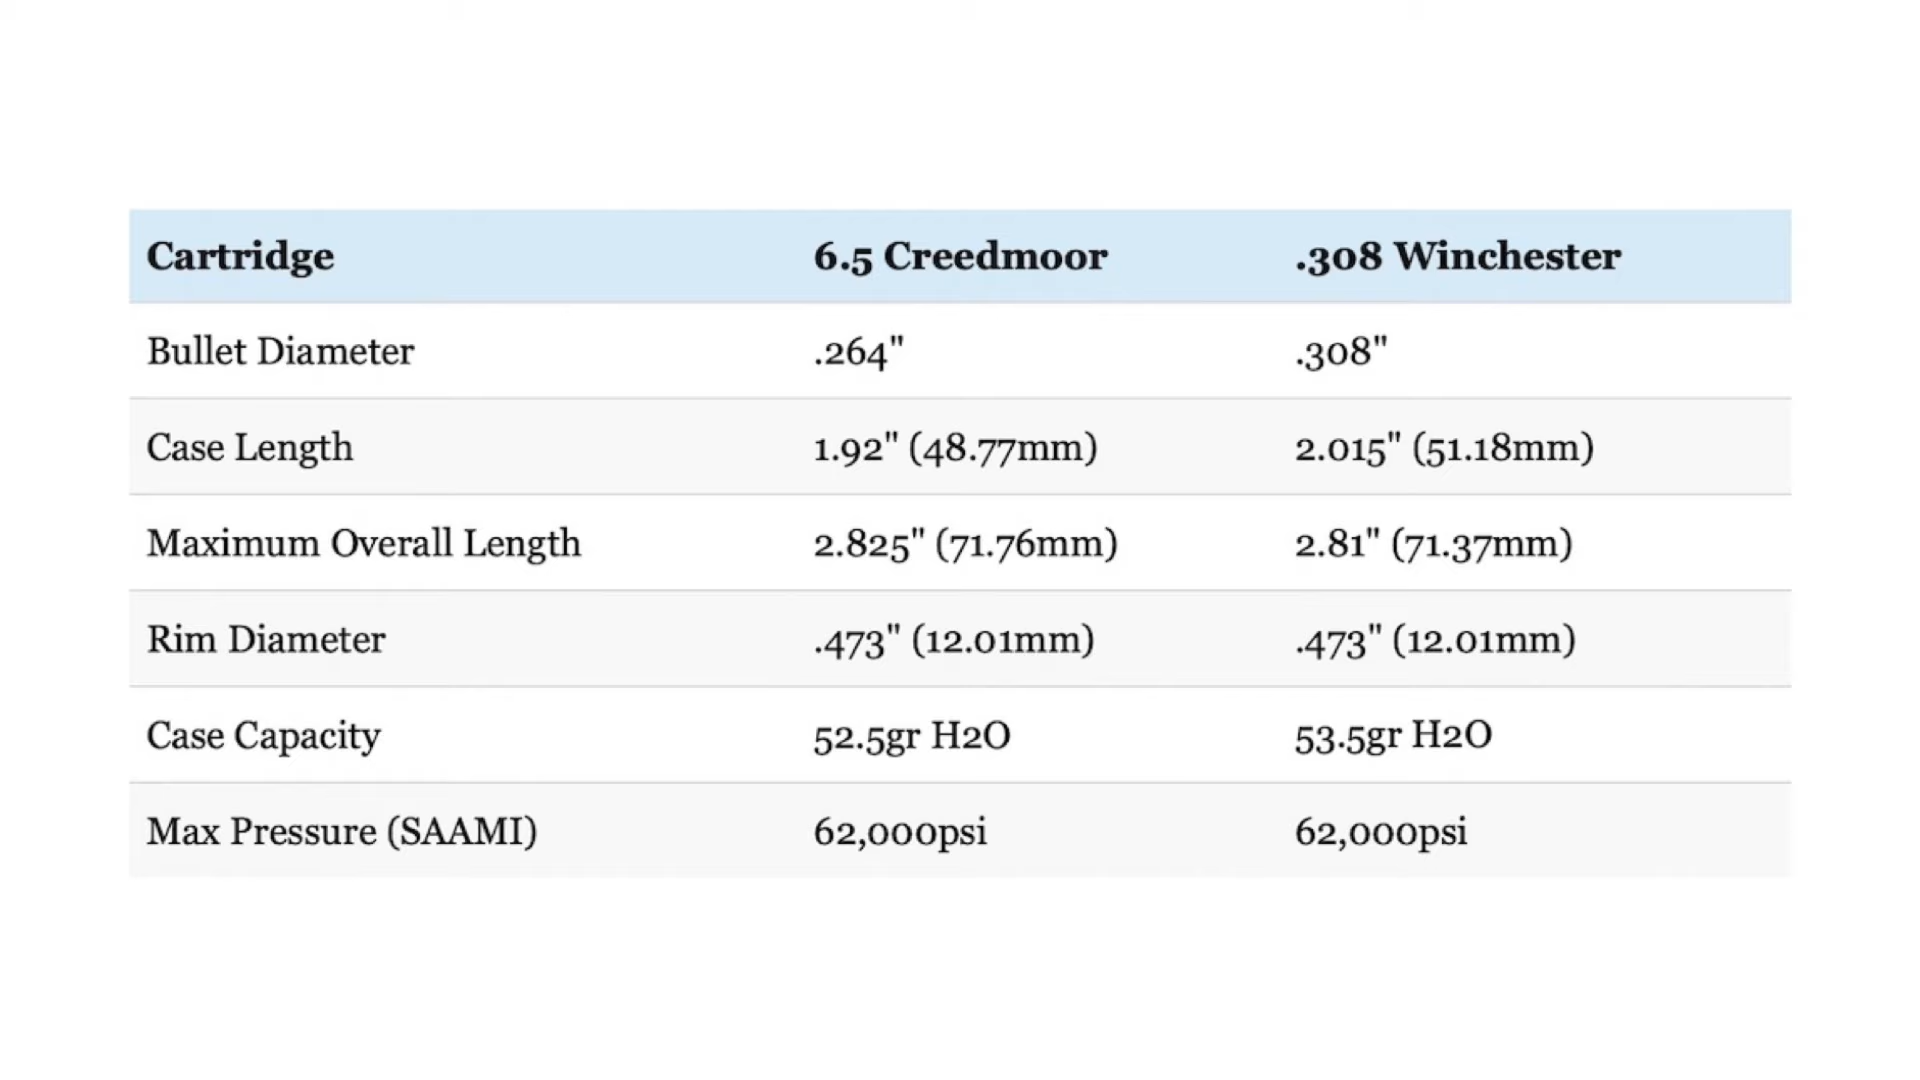 Cartridge 6.5 Creedmoor .308 Winchester
Bullet Diameter .264" .308"
Case Length 1.92" (48.77mm) 2.015" (51.18mm)
Maximum Overall Length 2.825" (71.76mm) 2.81" (71.37mm)
Rim Diameter .473" (12.01mm) .473" (12.01mm)
Case Capacity 52.5gr H2O 53.5gr H2O
Max Pressure (SAAMI) 62,000psi 62,000psi